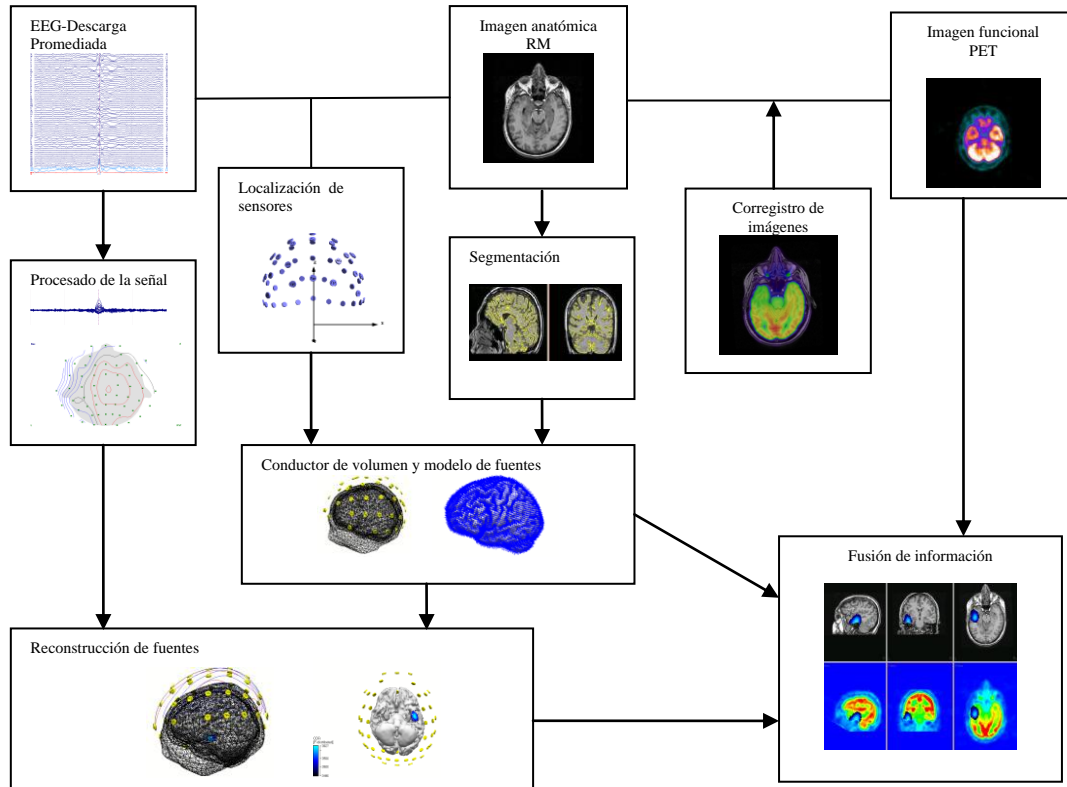 EEG-Descarga
Promediada
Imagen anatómica
RM
Imagen funcional
PET
Localización de
sensores
Corregistro de
imágenes
Procesado de la señal
Segmentación
Conductor de volumen y modelo de fuentes
Fusión de información
Reconstrucción de fuentes